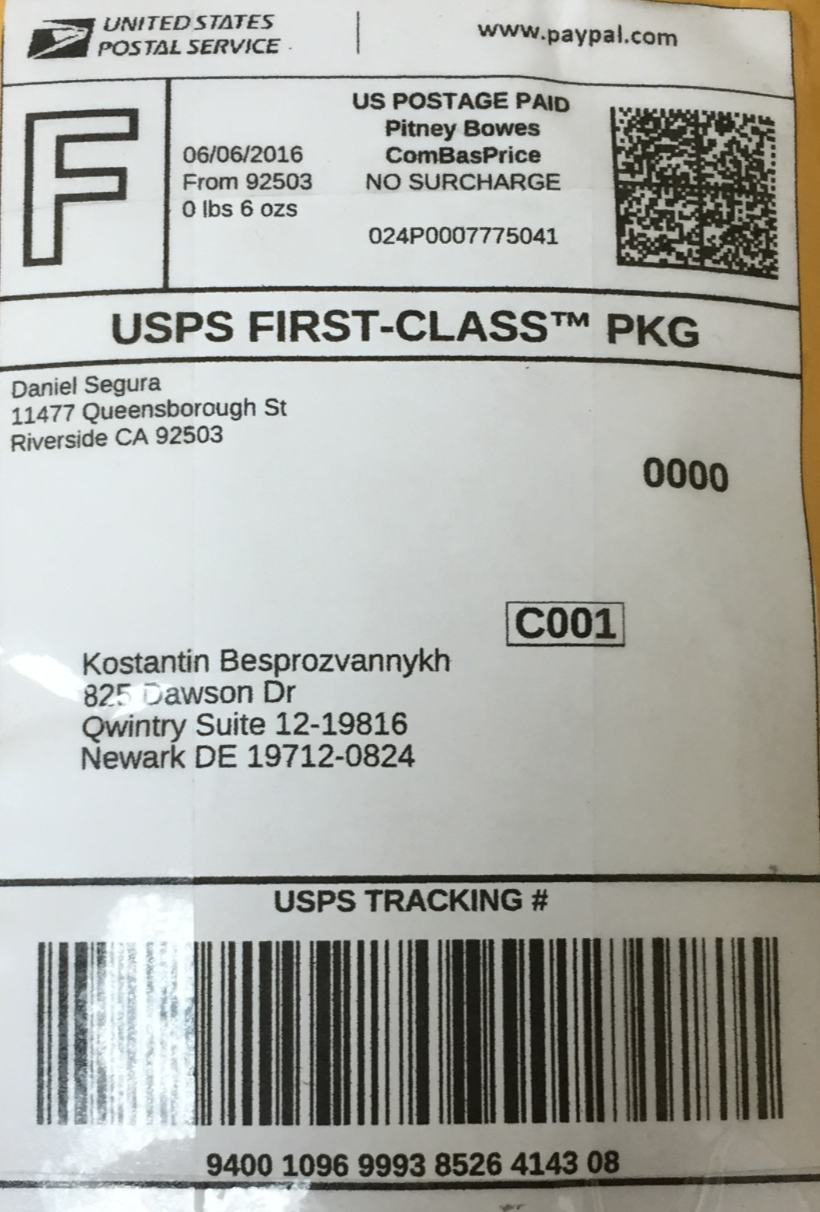 UNITED STATES
POSTAL SERVICE
www.paypal.com
F
06/06/2016
From 92503
0 lbs 6 ozs
US POSTAGE PAID
Pitney Bowes
ComBasPrice
NO SURCHARGE
024P0007775041
USPS FIRST-CLASS™ PKG
Daniel Segura
11477 Queensborough St
Riverside CA 92503
0000
C001
Kostantin Besprozvannykh
825 Dawson Dr
Qwintry Suite 12-19816
Newark DE 19712-0824
USPS TRACKING #
9400 1096 9993 8526 4143 08